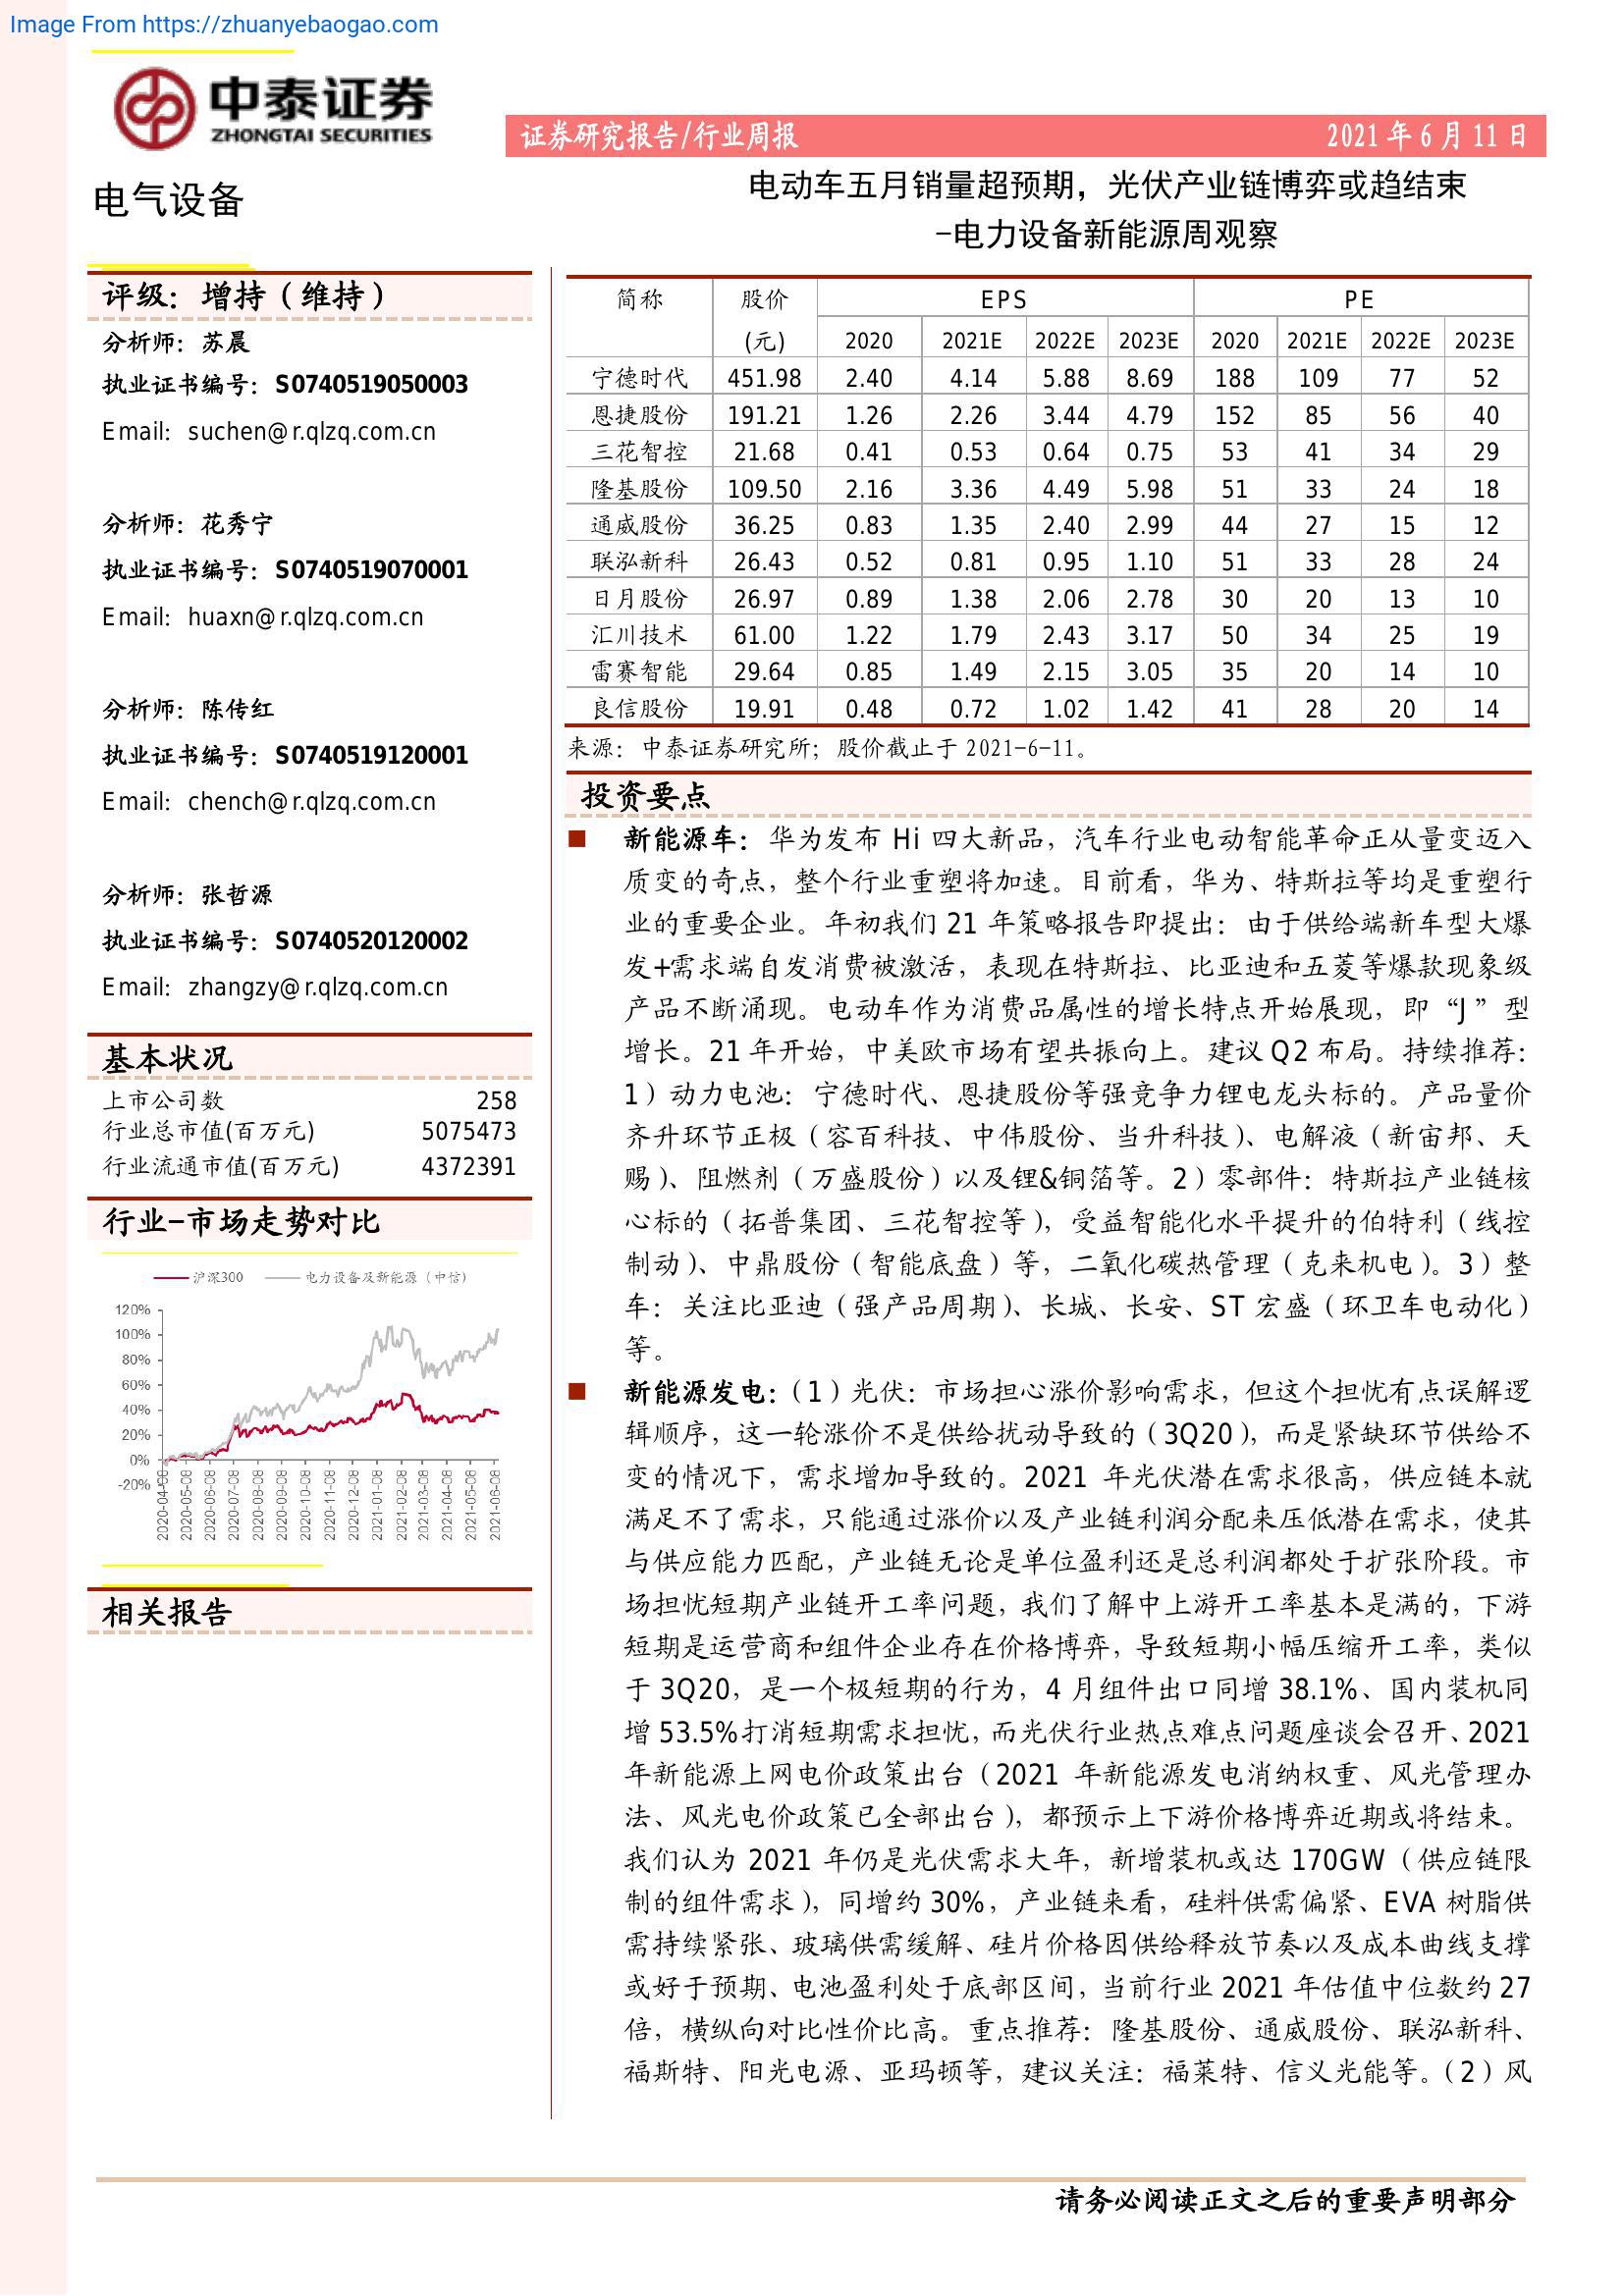 Image From https://zhuanyebaogao.com
中泰证券
ZHONGTAI SECURITIES
证券研究报告/行业周报 2021 年 6 月 11 日
电气设备
电动车五月销量超预期，光伏产业链博弈或趋结束
-电力设备新能源周观察
评级：增持（维持）
分析师：苏晨
执业证书编号：S0740519050003
Email：suchen@r.qlzq.com.cn
分析师：花秀宁
执业证书编号：S0740519070001
Email：huaxn@r.qlzq.com.cn
分析师：陈传红
执业证书编号：S0740519120001
Email：chench@r.qlzq.com.cn
分析师：张哲源
执业证书编号：S0740520120002
Email：zhangzy@r.qlzq.com.cn
基本状况
上市公司数 258
行业总市值(百万元) 5075473
行业流通市值(百万元) 4372391
行业-市场走势对比
沪深300 电力设备及新能源（中信）
120%
100%
80%
60%
40%
20%
0%
-20%
2020-04-08 2020-05-08 2020-06-08 2020-07-08 2020-08-08 2020-09-08 2020-10-08 2020-11-08 2020-12-08 2021-01-08 2021-02-08 2021-03-08 2021-04-08 2021-05-08 2021-06-08
相关报告
简称 股价 EPS PE
(元) 2020 2021E 2022E 2023E 2020 2021E 2022E 2023E
宁德时代 451.98 2.40 4.14 5.88 8.69 188 109 77 52
恩捷股份 191.21 1.26 2.26 3.44 4.79 152 85 56 40
三花智控 21.68 0.41 0.53 0.64 0.75 53 41 34 29
隆基股份 109.50 2.16 3.36 4.49 5.98 51 33 24 18
通威股份 36.25 0.83 1.35 2.40 2.99 44 27 15 12
联泓新科 26.43 0.52 0.81 0.95 1.10 51 33 28 24
日月股份 26.97 0.89 1.38 2.06 2.78 30 20 13 10
汇川技术 61.00 1.22 1.79 2.43 3.17 50 34 25 19
雷赛智能 29.64 0.85 1.49 2.15 3.05 35 20 14 10
良信股份 19.91 0.48 0.72 1.02 1.42 41 28 20 14
来源：中泰证券研究所；股价截止于 2021-6-11。
投资要点
■ 新能源车：华为发布 Hi 四大新品，汽车行业电动智能革命正从量变迈入
质变的奇点，整个行业重塑将加速。目前看，华为、特斯拉等均是重塑行
业的重要企业。年初我们 21 年策略报告即提出：由于供给端新车型大爆
发+需求端自发消费被激活，表现在特斯拉、比亚迪和五菱等爆款现象级
产品不断涌现。电动车作为消费品属性的增长特点开始展现，即“J”型
增长。21 年开始，中美欧市场有望共振向上。建议 Q2 布局。持续推荐：
1）动力电池：宁德时代、恩捷股份等强竞争力锂电龙头标的。产品量价
齐升环节正极（容百科技、中伟股份、当升科技）、电解液（新宙邦、天
赐）、阻燃剂（万盛股份）以及锂&铜箔等。2）零部件：特斯拉产业链核
心标的（拓普集团、三花智控等），受益智能化水平提升的伯特利（线控
制动）、中鼎股份（智能底盘）等，二氧化碳热管理（克来机电）。3）整
车：关注比亚迪（强产品周期）、长城、长安、ST 宏盛（环卫车电动化）
等。
■ 新能源发电：（1）光伏：市场担心涨价影响需求，但这个担忧有点误解逻
辑顺序，这一轮涨价不是供给扰动导致的（3Q20），而是紧缺环节供给不
变的情况下，需求增加导致的。2021 年光伏潜在需求很高，供应链本就
满足不了需求，只能通过涨价以及产业链利润分配来压低潜在需求，使其
与供应能力匹配，产业链无论是单位盈利还是总利润都处于扩张阶段。市
场担忧短期产业链开工率问题，我们了解中上游开工率基本是满的，下游
短期是运营商和组件企业存在价格博弈，导致短期小幅压缩开工率，类似
于 3Q20，是一个极短期的行为，4 月组件出口同增 38.1%、国内装机同
增 53.5%打消短期需求担忧，而光伏行业热点难点问题座谈会召开、2021
年新能源上网电价政策出台（2021 年新能源发电消纳权重、风光管理办
法、风光电价政策已全部出台），都预示上下游价格博弈近期或将结束。
我们认为 2021 年仍是光伏需求大年，新增装机或达 170GW（供应链限
制的组件需求），同增约 30%，产业链来看，硅料供需偏紧、EVA 树脂供
需持续紧张、玻璃供需缓解、硅片价格因供给释放节奏以及成本曲线支撑
或好于预期、电池盈利处于底部区间，当前行业 2021 年估值中位数约 27
倍，横纵向对比性价比高。重点推荐：隆基股份、通威股份、联泓新科、
福斯特、阳光电源、亚玛顿等，建议关注：福莱特、信义光能等。（2）风
请务必阅读正文之后的重要声明部分